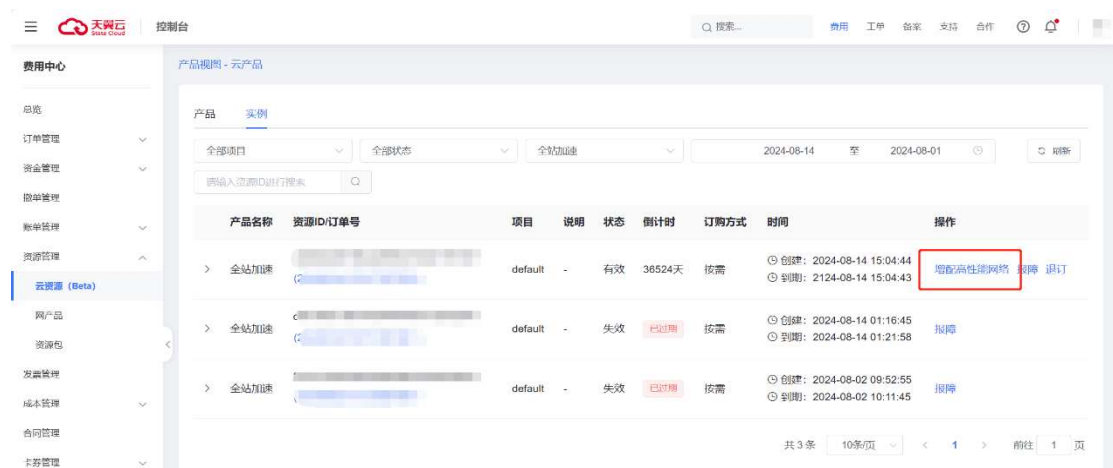 天翼云 State Cloud 控制台 搜索... 费用 工单 备案 支持 合作
费用中心
产品视图 - 云产品
总览
订单管理
资金管理
撤单管理
账单管理
资源管理
云资源（Beta）
网产品
资源包
发票管理
成本管理
合同管理
卡券管理
产品 实例
全部项目 全部状态 全站加速 2024-08-14 至 2024-08-01 刷新
请输入资源ID进行搜索
产品名称 资源ID/订单号 项目 说明 状态 倒计时 订购方式 时间 操作
全站加速 default - 有效 36524天 按需 创建：2024-08-14 15:04:44 增配高性能网络 报障 退订
到期：2124-08-14 15:04:43
全站加速 default - 失效 已过期 按需 创建：2024-08-14 01:16:45 报障
到期：2024-08-14 01:21:58
全站加速 default - 失效 已过期 按需 创建：2024-08-02 09:52:55 报障
到期：2024-08-02 10:11:45
共 3 条 10条/页 < 1 > 前往 1 页